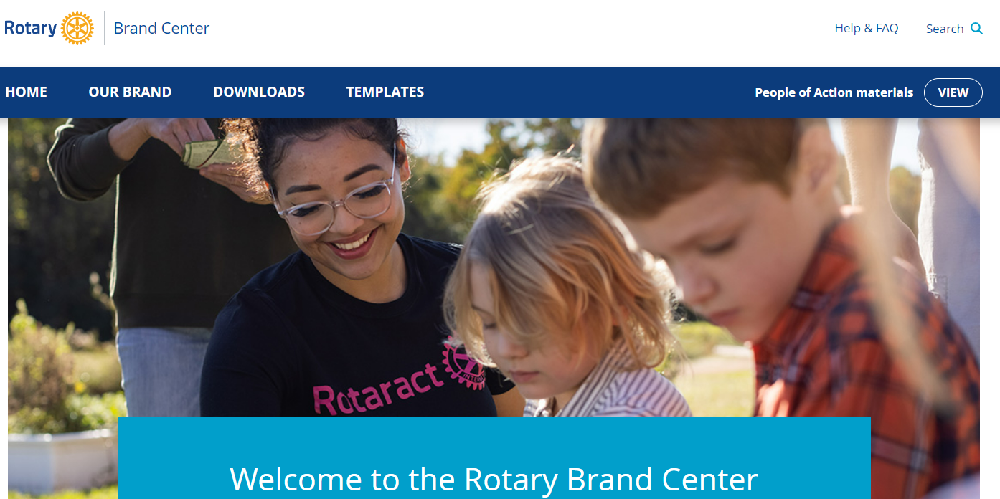 Rotary Brand Center
Help & FAQ Search
HOME OUR BRAND DOWNLOADS TEMPLATES
People of Action materials VIEW
Rotaract
Welcome to the Rotary Brand Center